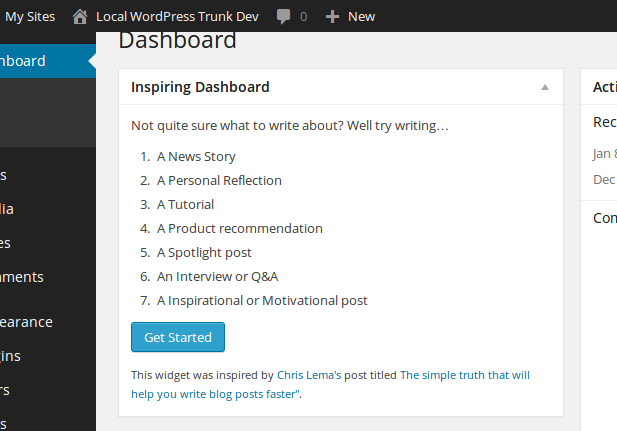 My Sites Local WordPress Trunk Dev 0 New
Dashboard
hboard
s
lia
es
ments
earance
gins
rs
s
Inspiring Dashboard
Not quite sure what to write about? Well try writing…
1. A News Story
2. A Personal Reflection
3. A Tutorial
4. A Product recommendation
5. A Spotlight post
6. An Interview or Q&A
7. A Inspirational or Motivational post
Get Started
This widget was inspired by Chris Lema's post titled The simple truth that will
help you write blog posts faster".
Acti
Rec
Jan 8
Dec
Con